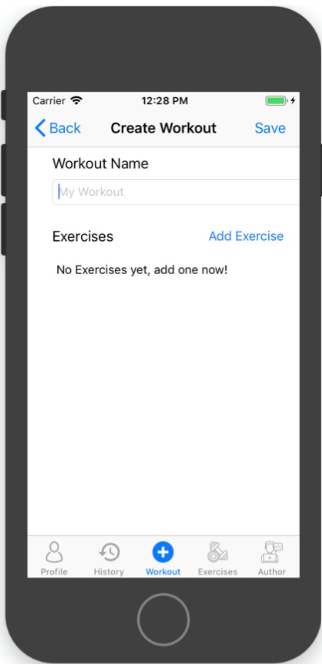 Carrier 12:28 PM
Back Create Workout Save
Workout Name
My Workout
Exercises Add Exercise
No Exercises yet, add one now!
Profile History Workout Exercises Author